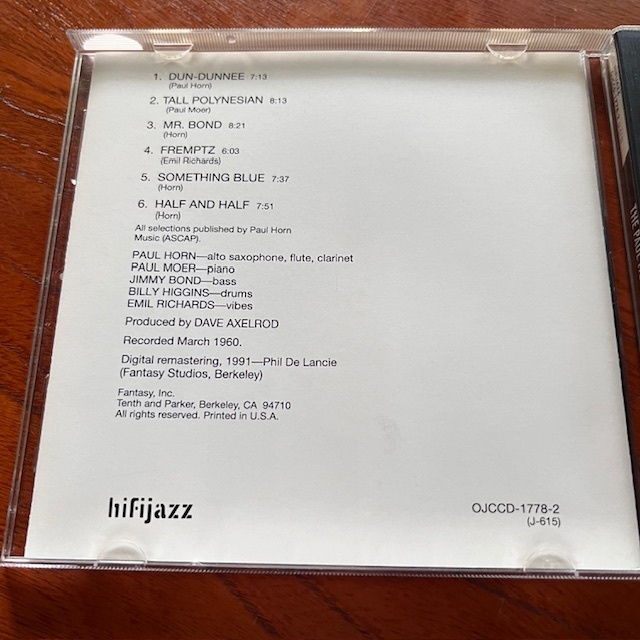 1. DUN-DUNNEE 7:13
(Paul Horn)
2. TALL POLYNESIAN 8:13
(Paul Moer)
3. MR. BOND 8:21
(Horn)
4. FREMPTZ 6:03
(Emil Richards)
5. SOMETHING BLUE 7:37
(Horn)
6. HALF AND HALF 7:51
(Horn)
All selections published by Paul Horn
Music (ASCAP).
PAUL HORN—alto saxophone, flute, clarinet
PAUL MOER—piano
JIMMY BOND—bass
BILLY HIGGINS—drums
EMIL RICHARDS—vibes
Produced by DAVE AXELROD
Recorded March 1960.
Digital remastering, 1991—Phil De Lancie
(Fantasy Studios, Berkeley)
Fantasy, Inc.
Tenth and Parker, Berkeley, CA 94710
All rights reserved. Printed in U.S.A.
hifijazz
OJCCD-1778-2
(J-615)